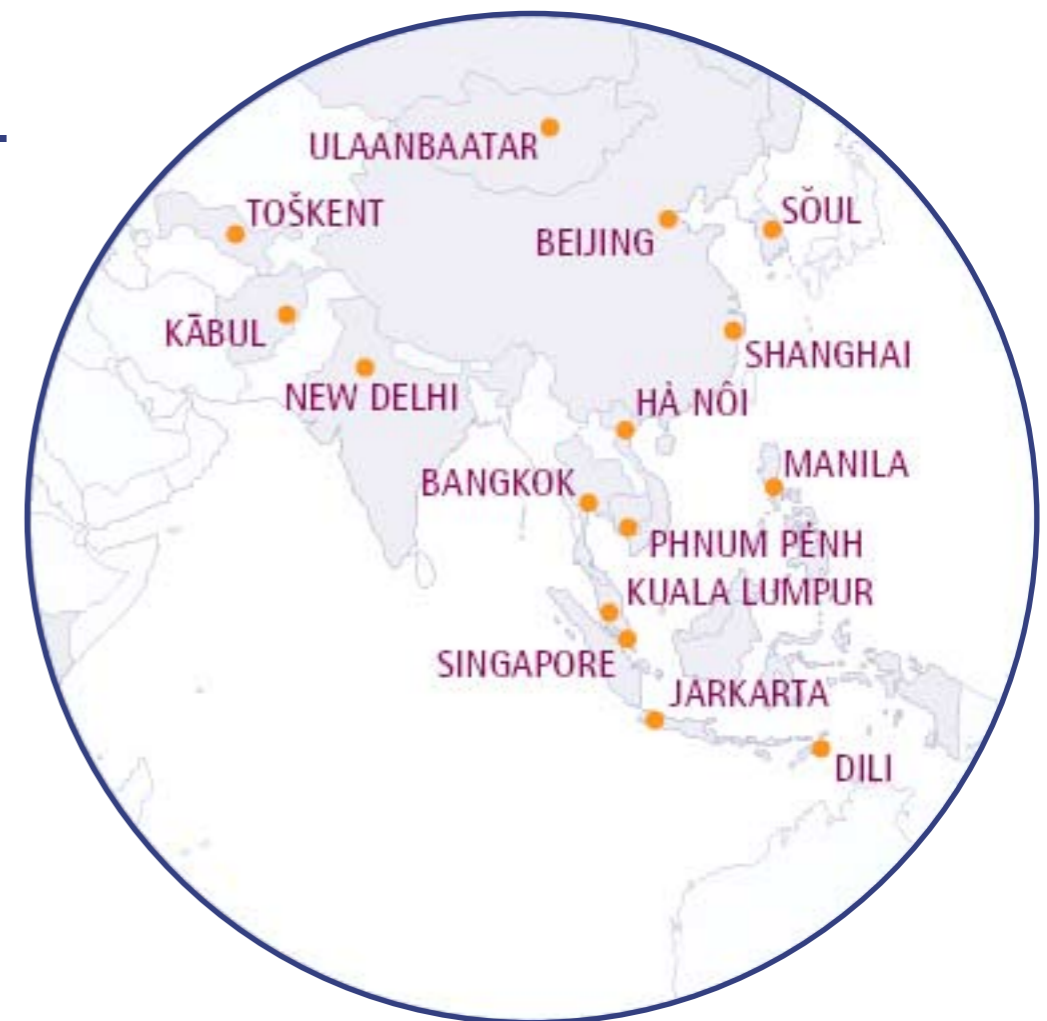 ULAANBAATAR
TOŠKENT
SŎUL
BEIJING
KĀBUL
SHANGHAI
NEW DELHI
HÀ NÔI
MANILA
BANGKOK
PHNUM PÉNH
KUALA LUMPUR
SINGAPORE
JARKARTA
DILI